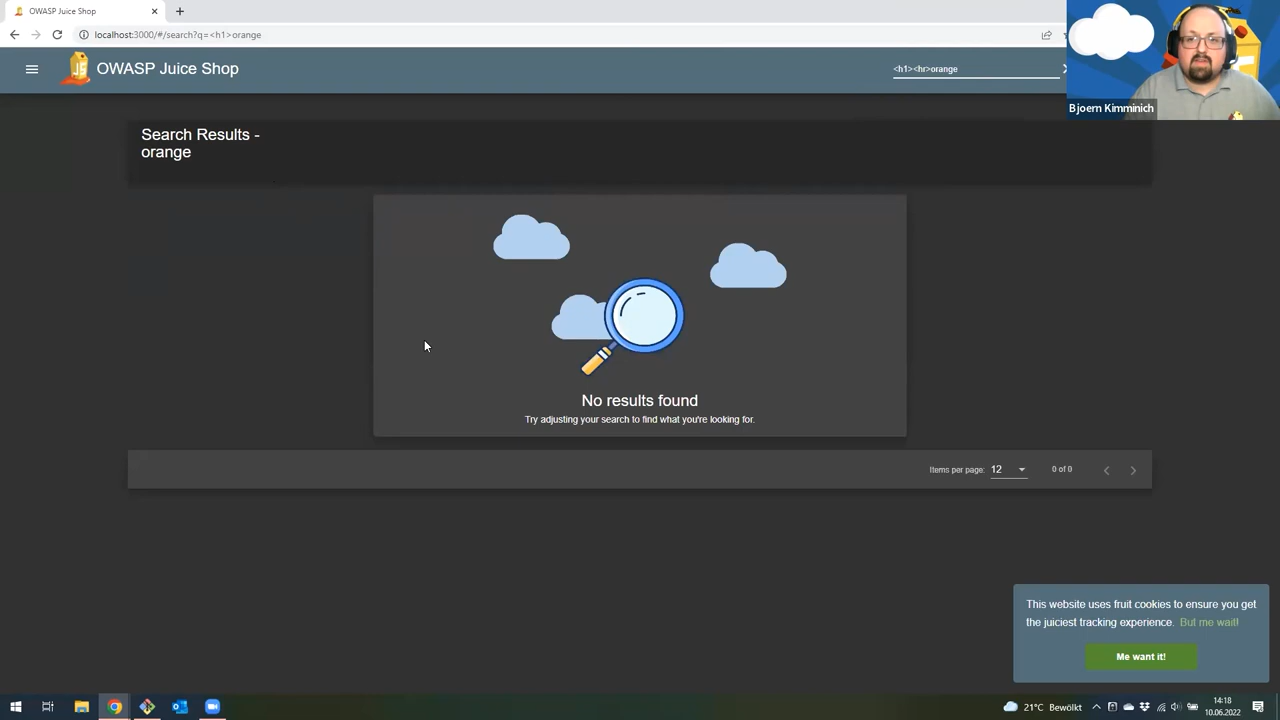 OWASP Juice Shop
localhost:3000/#/search?q=<h1>orange
OWASP Juice Shop
<h1><hr>orange
Bjoern Kimminich
Search Results -
orange
No results found
Try adjusting your search to find what you're looking for.
Items per page: 12 0 of 0
This website uses fruit cookies to ensure you get
the juiciest tracking experience. But me wait!
Me want it!
21°C Bewölkt
14:18
10.06.2022